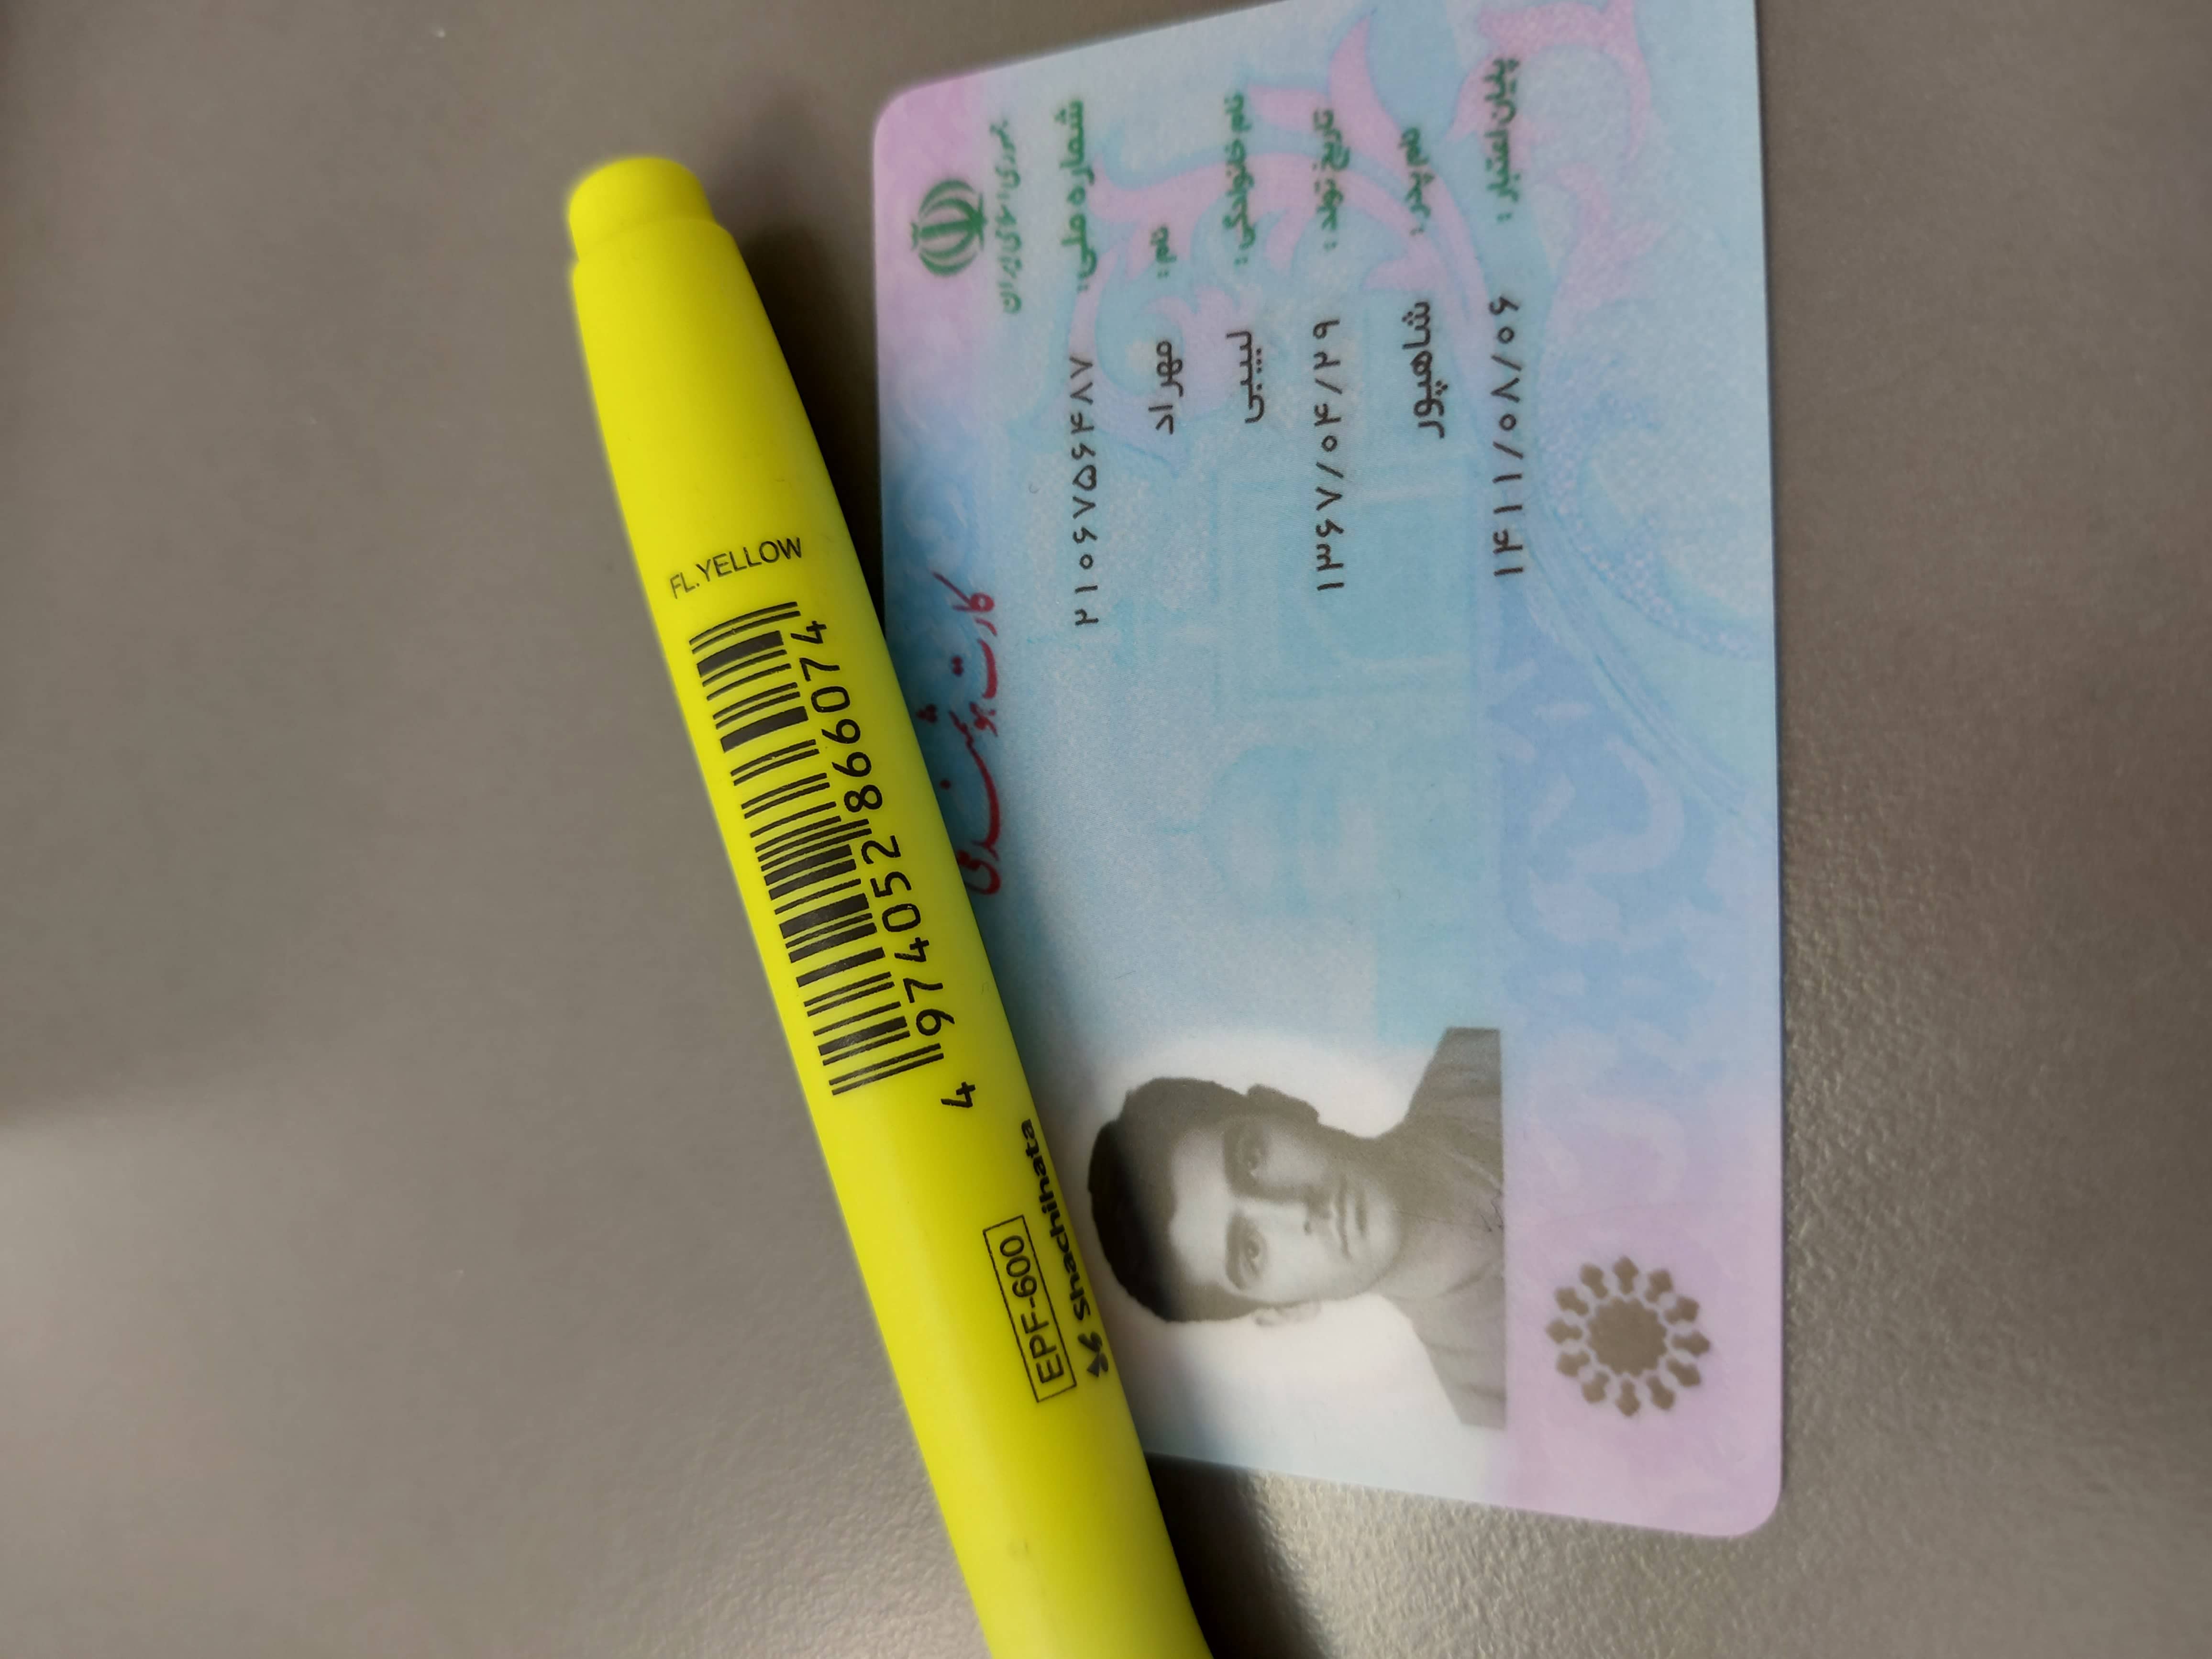 جمهوری اسلامی ایران
کارت هوشمند ملی
شماره ملی: ۲۱۰۶۷۵۶۴۸۷
نام: مهراد
نام خانوادگی: لبیبی
تاریخ تولد: ۱۳۶۷/۰۴/۲۹
نام پدر: شاهپور
پایان اعتبار: ۱۴۱۱/۰۸/۰۶
FL.YELLOW
4 974052 866074
EPF-600
Shachihata